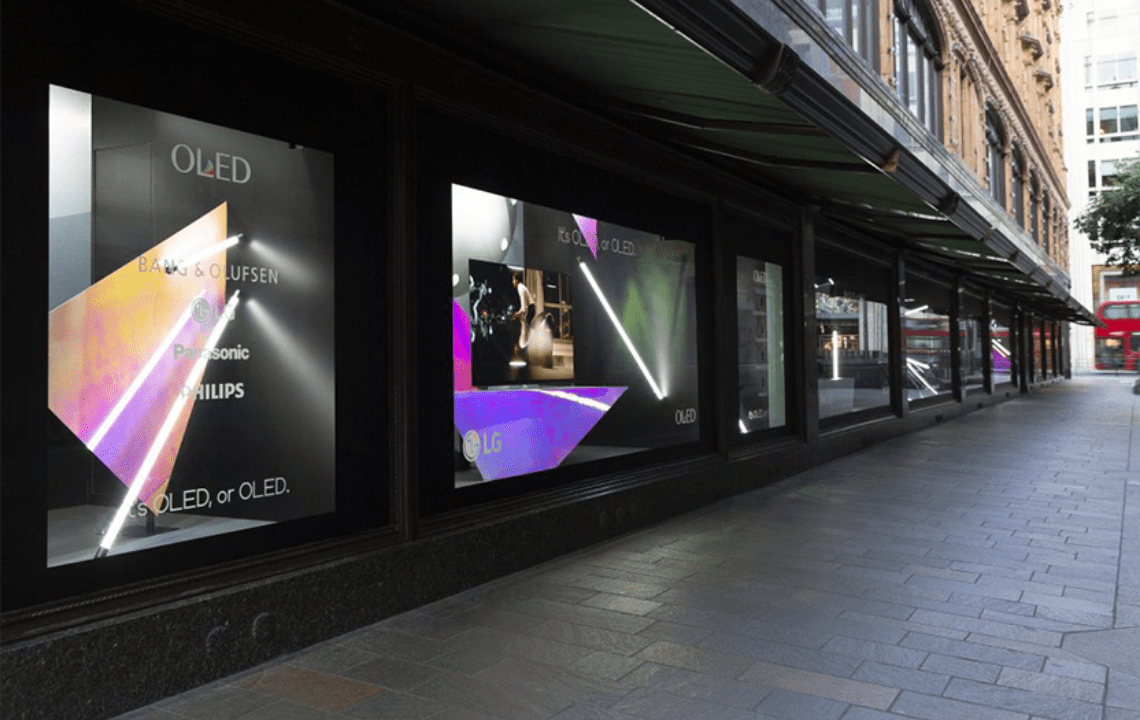 OLED
BANG & OLUFSEN
LG
Panasonic
PHILIPS
It's OLED, or OLED.
It's OLED, or OLED.
LG
OLED
OLED